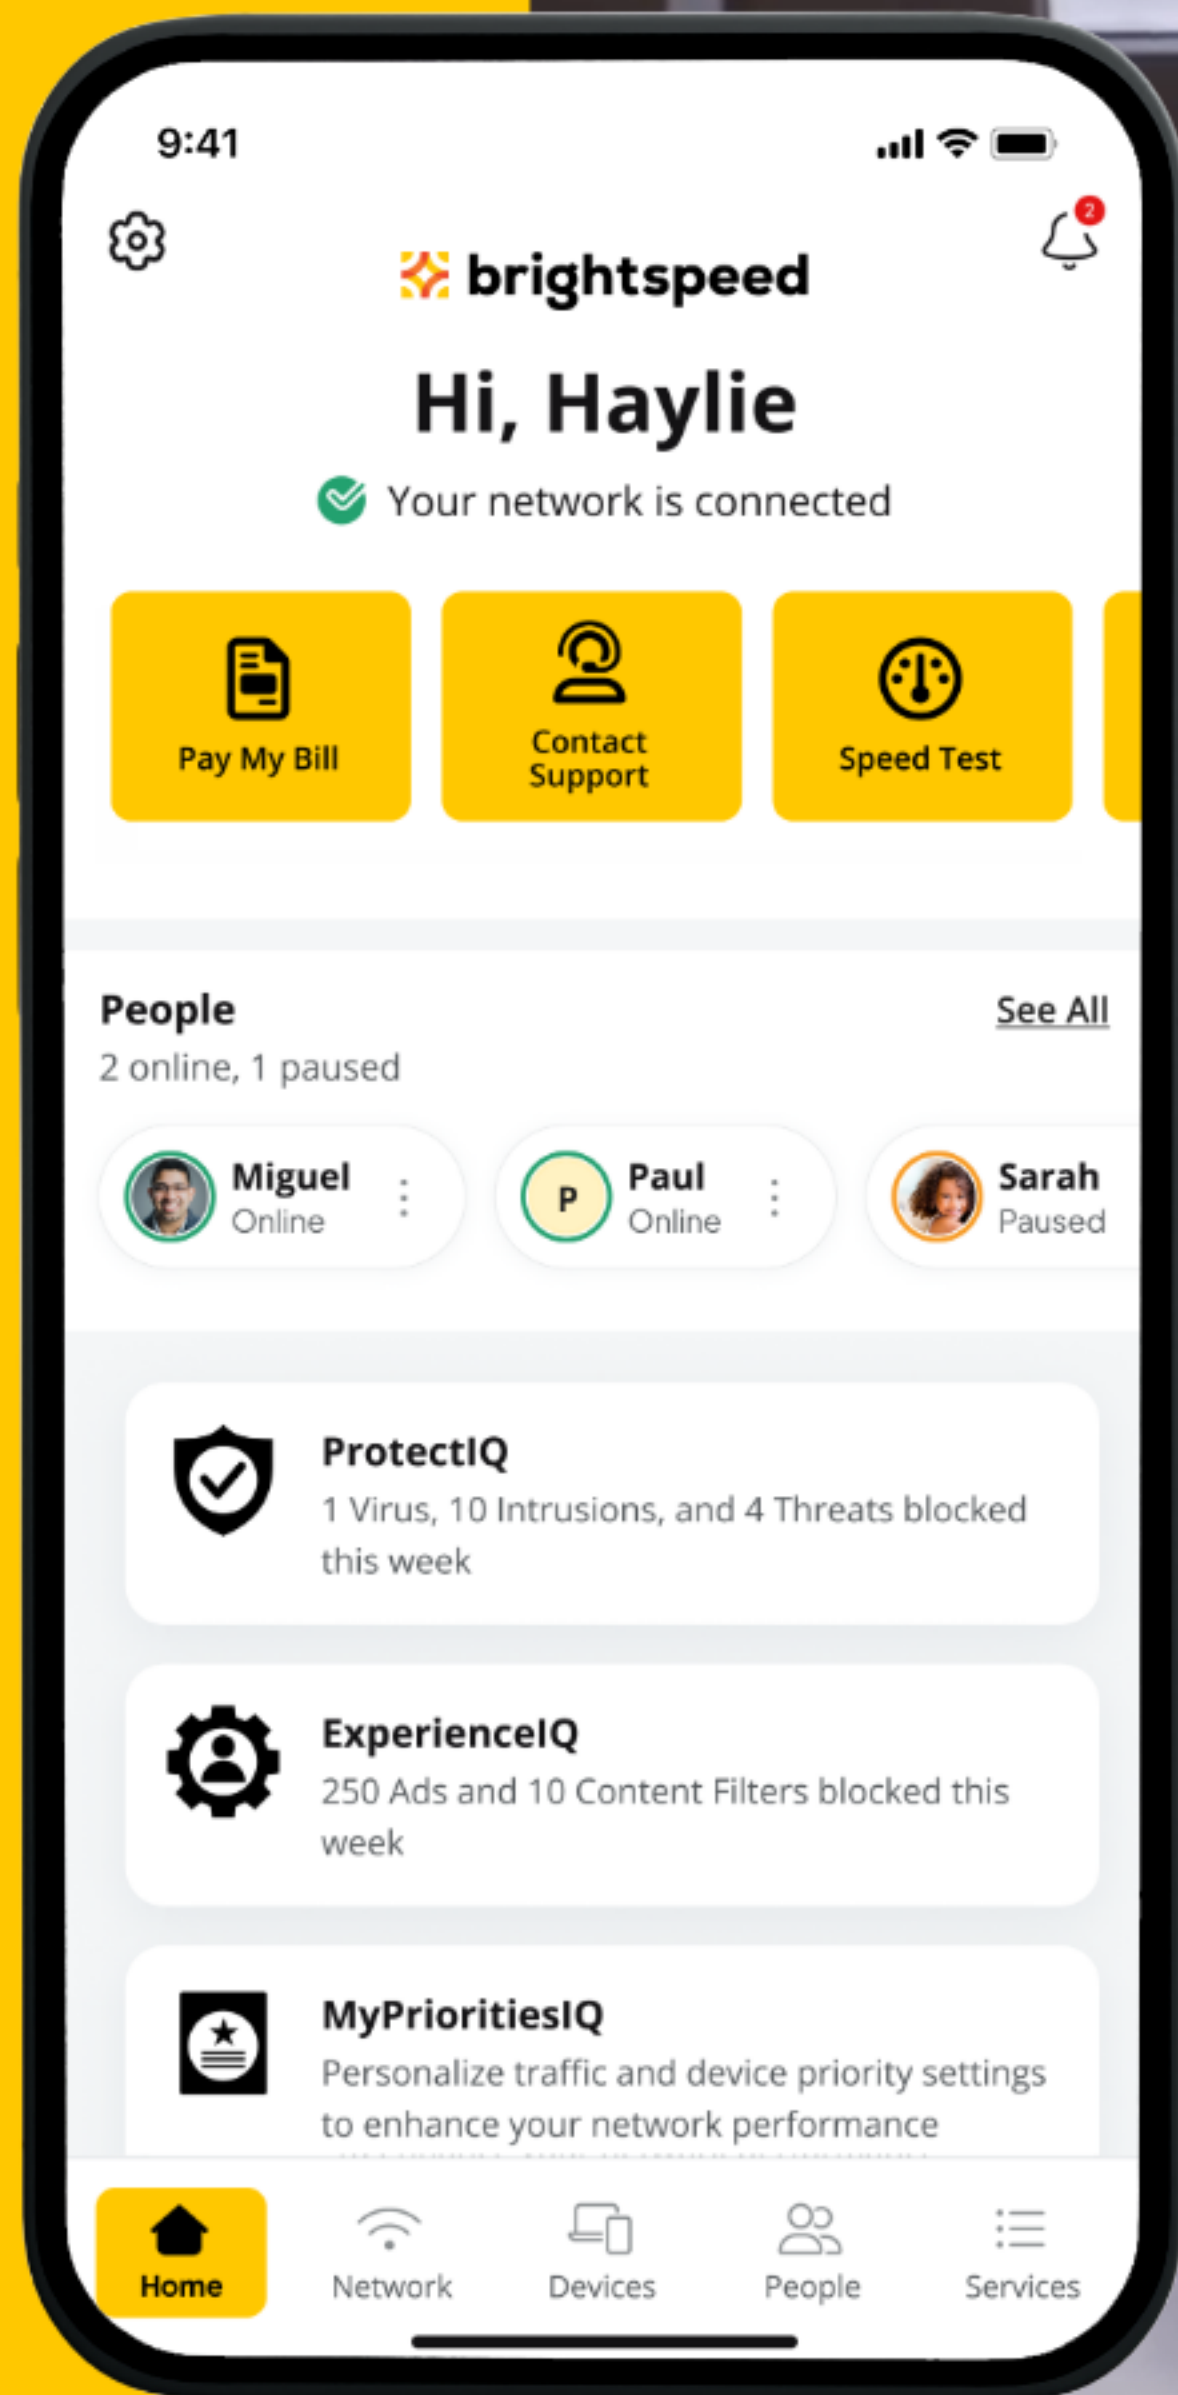 9:41
2
brightspeed
Hi, Haylie
Your network is connected
Pay My Bill
Contact
Support
Speed Test
People
See All
2 online, 1 paused
Miguel
Online
P
Paul
Online
Sarah
Paused
ProtectIQ
1 Virus, 10 Intrusions, and 4 Threats blocked
this week
ExperienceIQ
250 Ads and 10 Content Filters blocked this
week
MyPrioritiesIQ
Personalize traffic and device priority settings
to enhance your network performance
Home
Network
Devices
People
Services